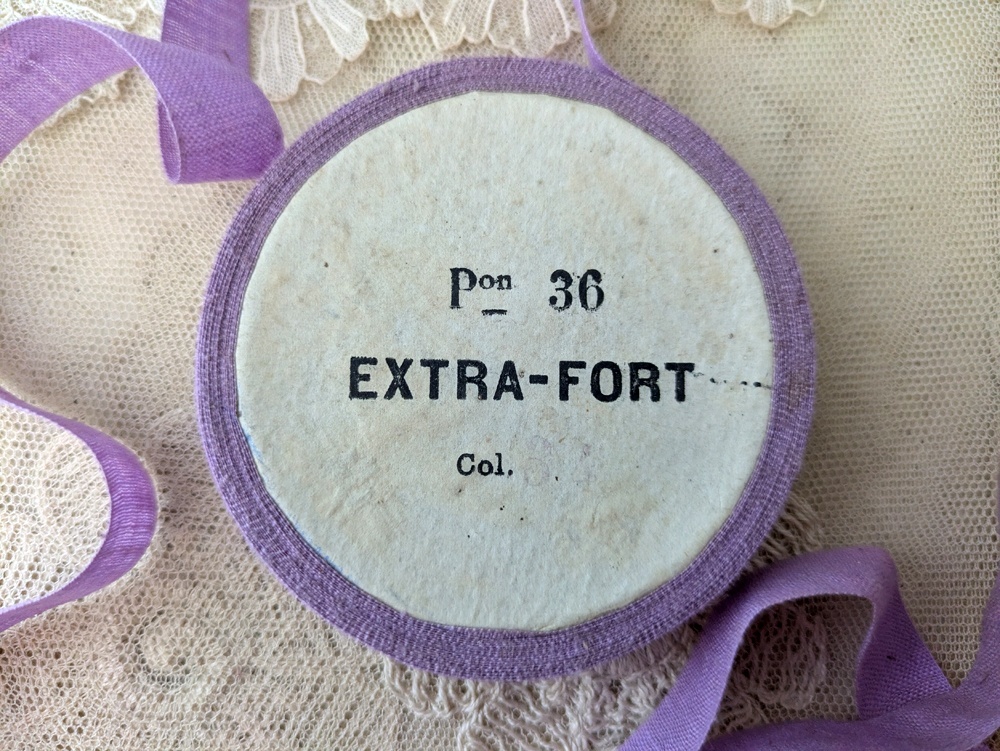 Pon 36
EXTRA-FORT
Col.